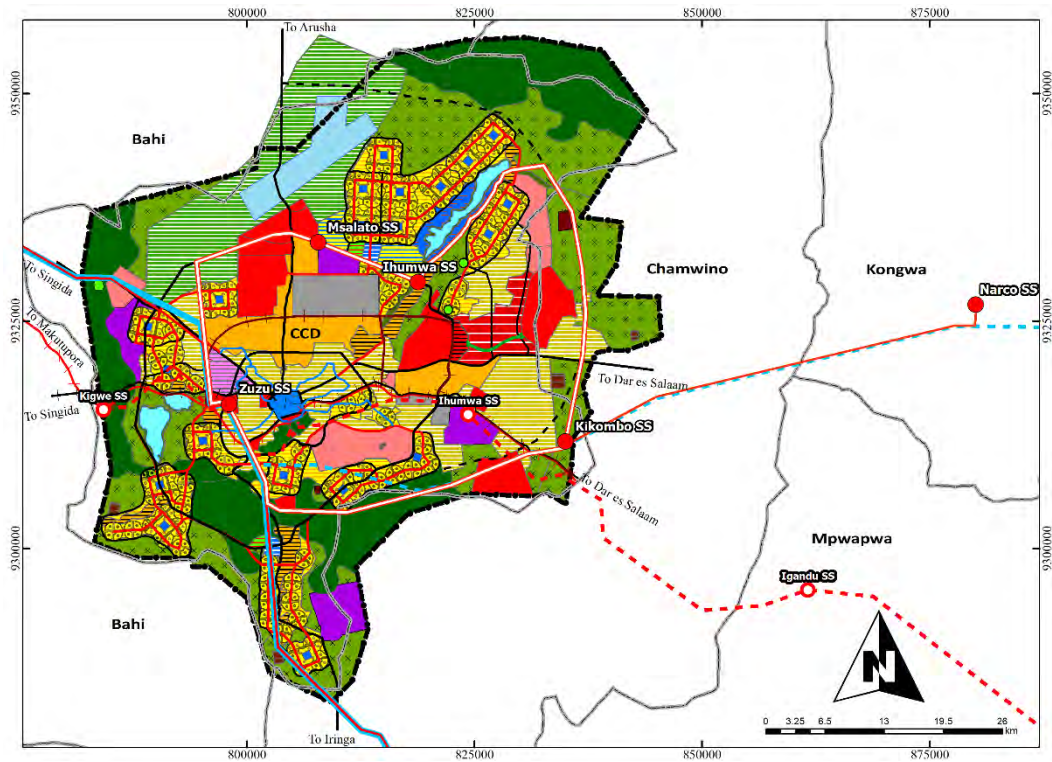 800000
825000
850000
875000
To Arusha
9350000
9350000
Bahi
Msalato SS
Ihumwa SS
Chamwino
Kongwa
Narco SS
To Singida
9325000
9325000
To Makutupora
CCD
To Dar es Salaam
Kigwe SS
Zuzu SS
Ihumwa SS
To Singida
Kikombo SS
To Dar es Salaam
9300000
9300000
Mpwapwa
Igandu SS
Bahi
N
0 3.25 6.5 13 19.5 26
km
To Iringa
800000
825000
850000
875000